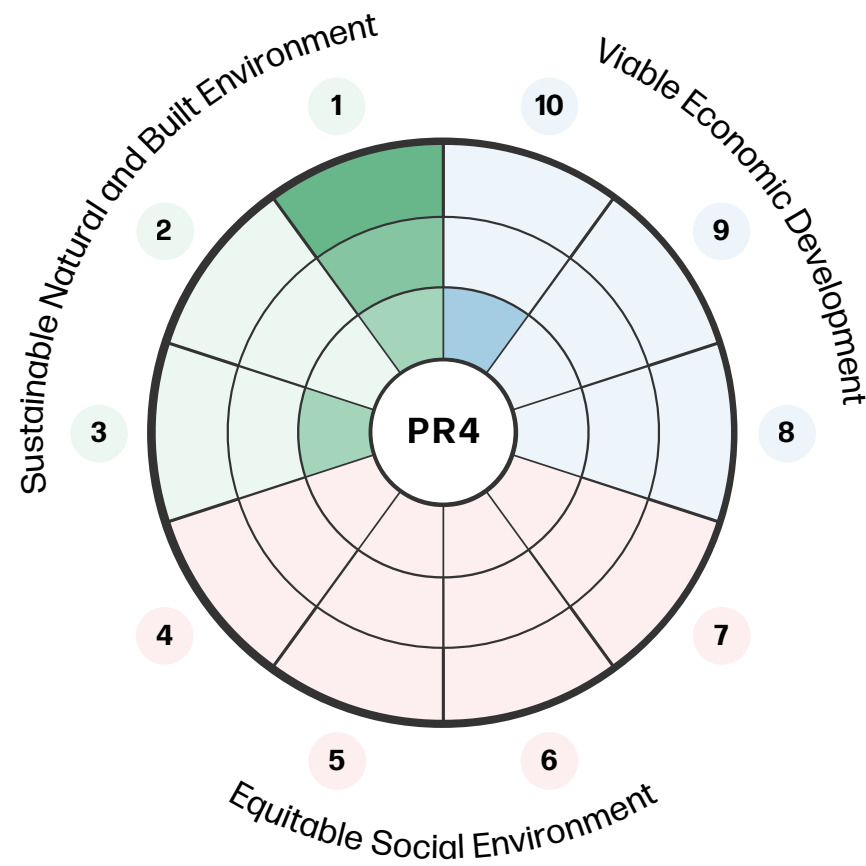 Sustainable Natural and Built Environment
Viable Economic Development
1
10
2
9
PR4
3
8
4
7
5
6
Equitable Social Environment